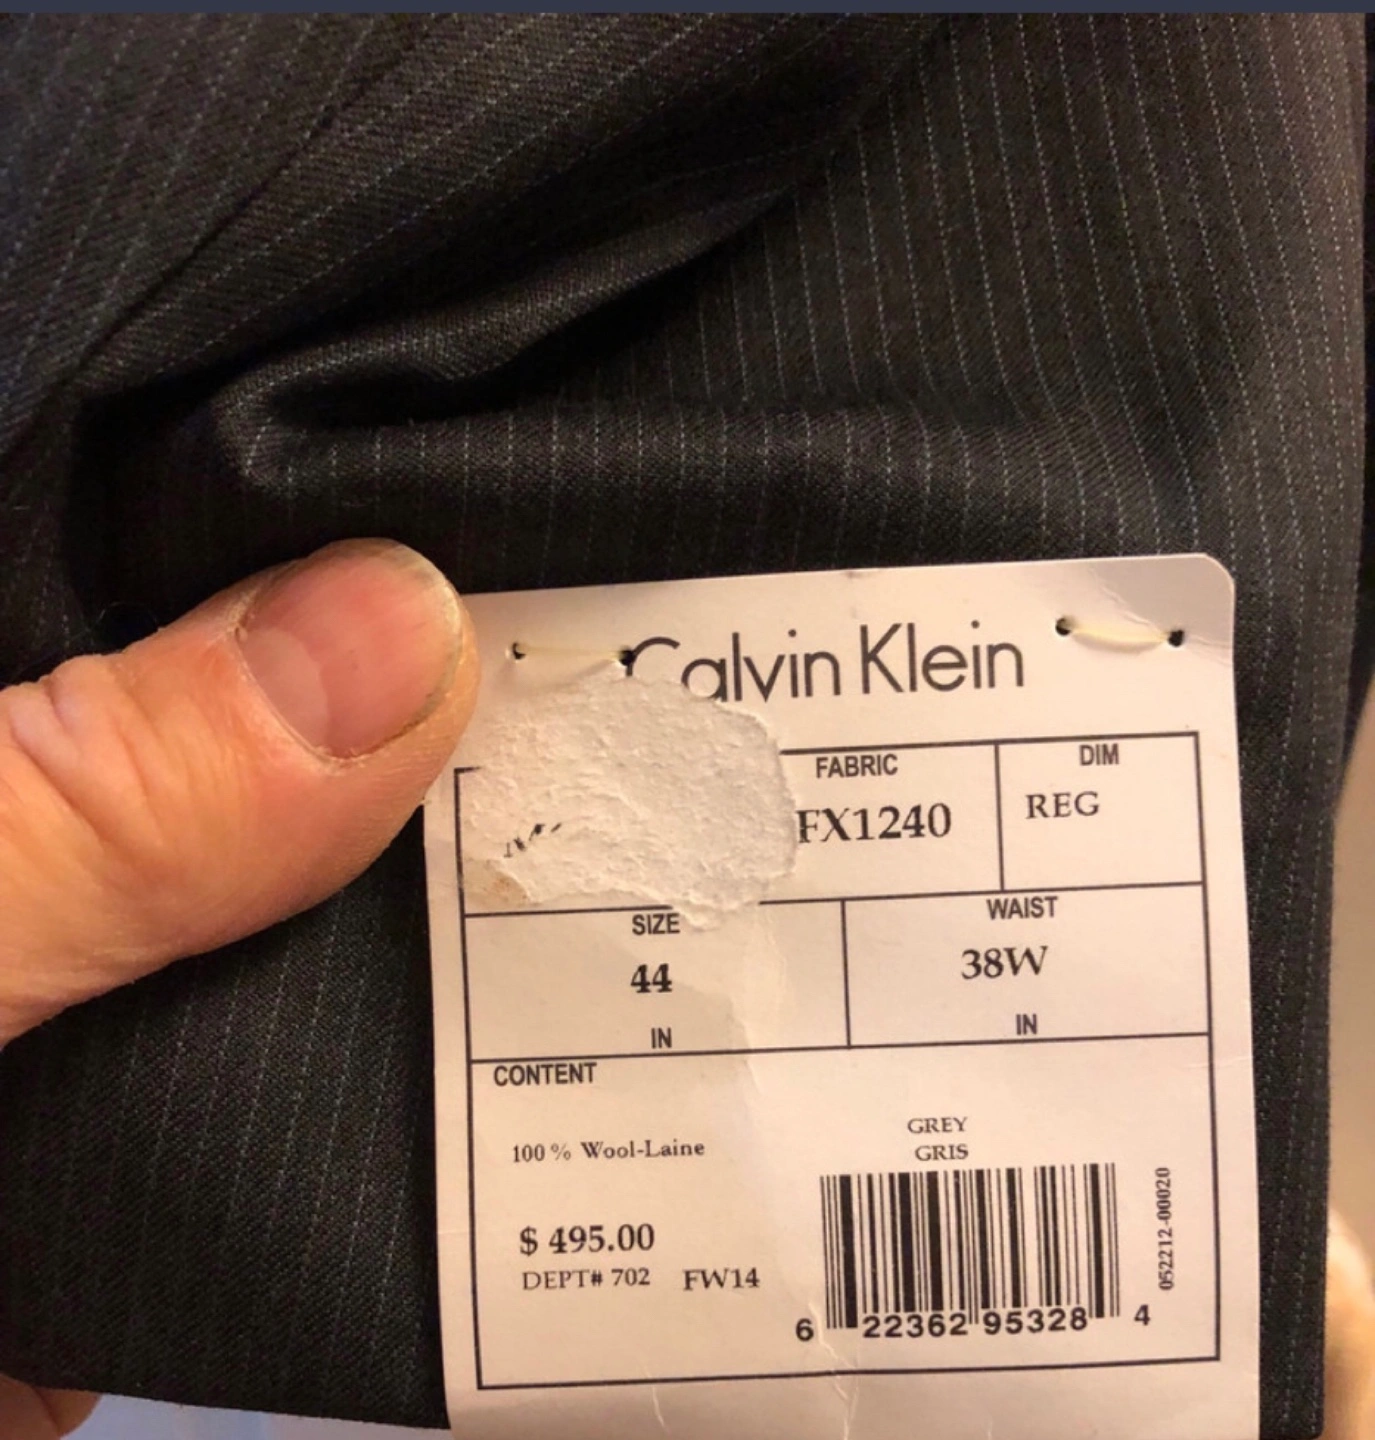 Calvin Klein
FABRIC
DIM
FX1240
REG
SIZE
WAIST
44
38W
IN
IN
CONTENT
GREY
GRIS
100 % Wool-Laine
$ 495.00
DEPT# 702 FW14
052212-00020
6 22362 95328 4